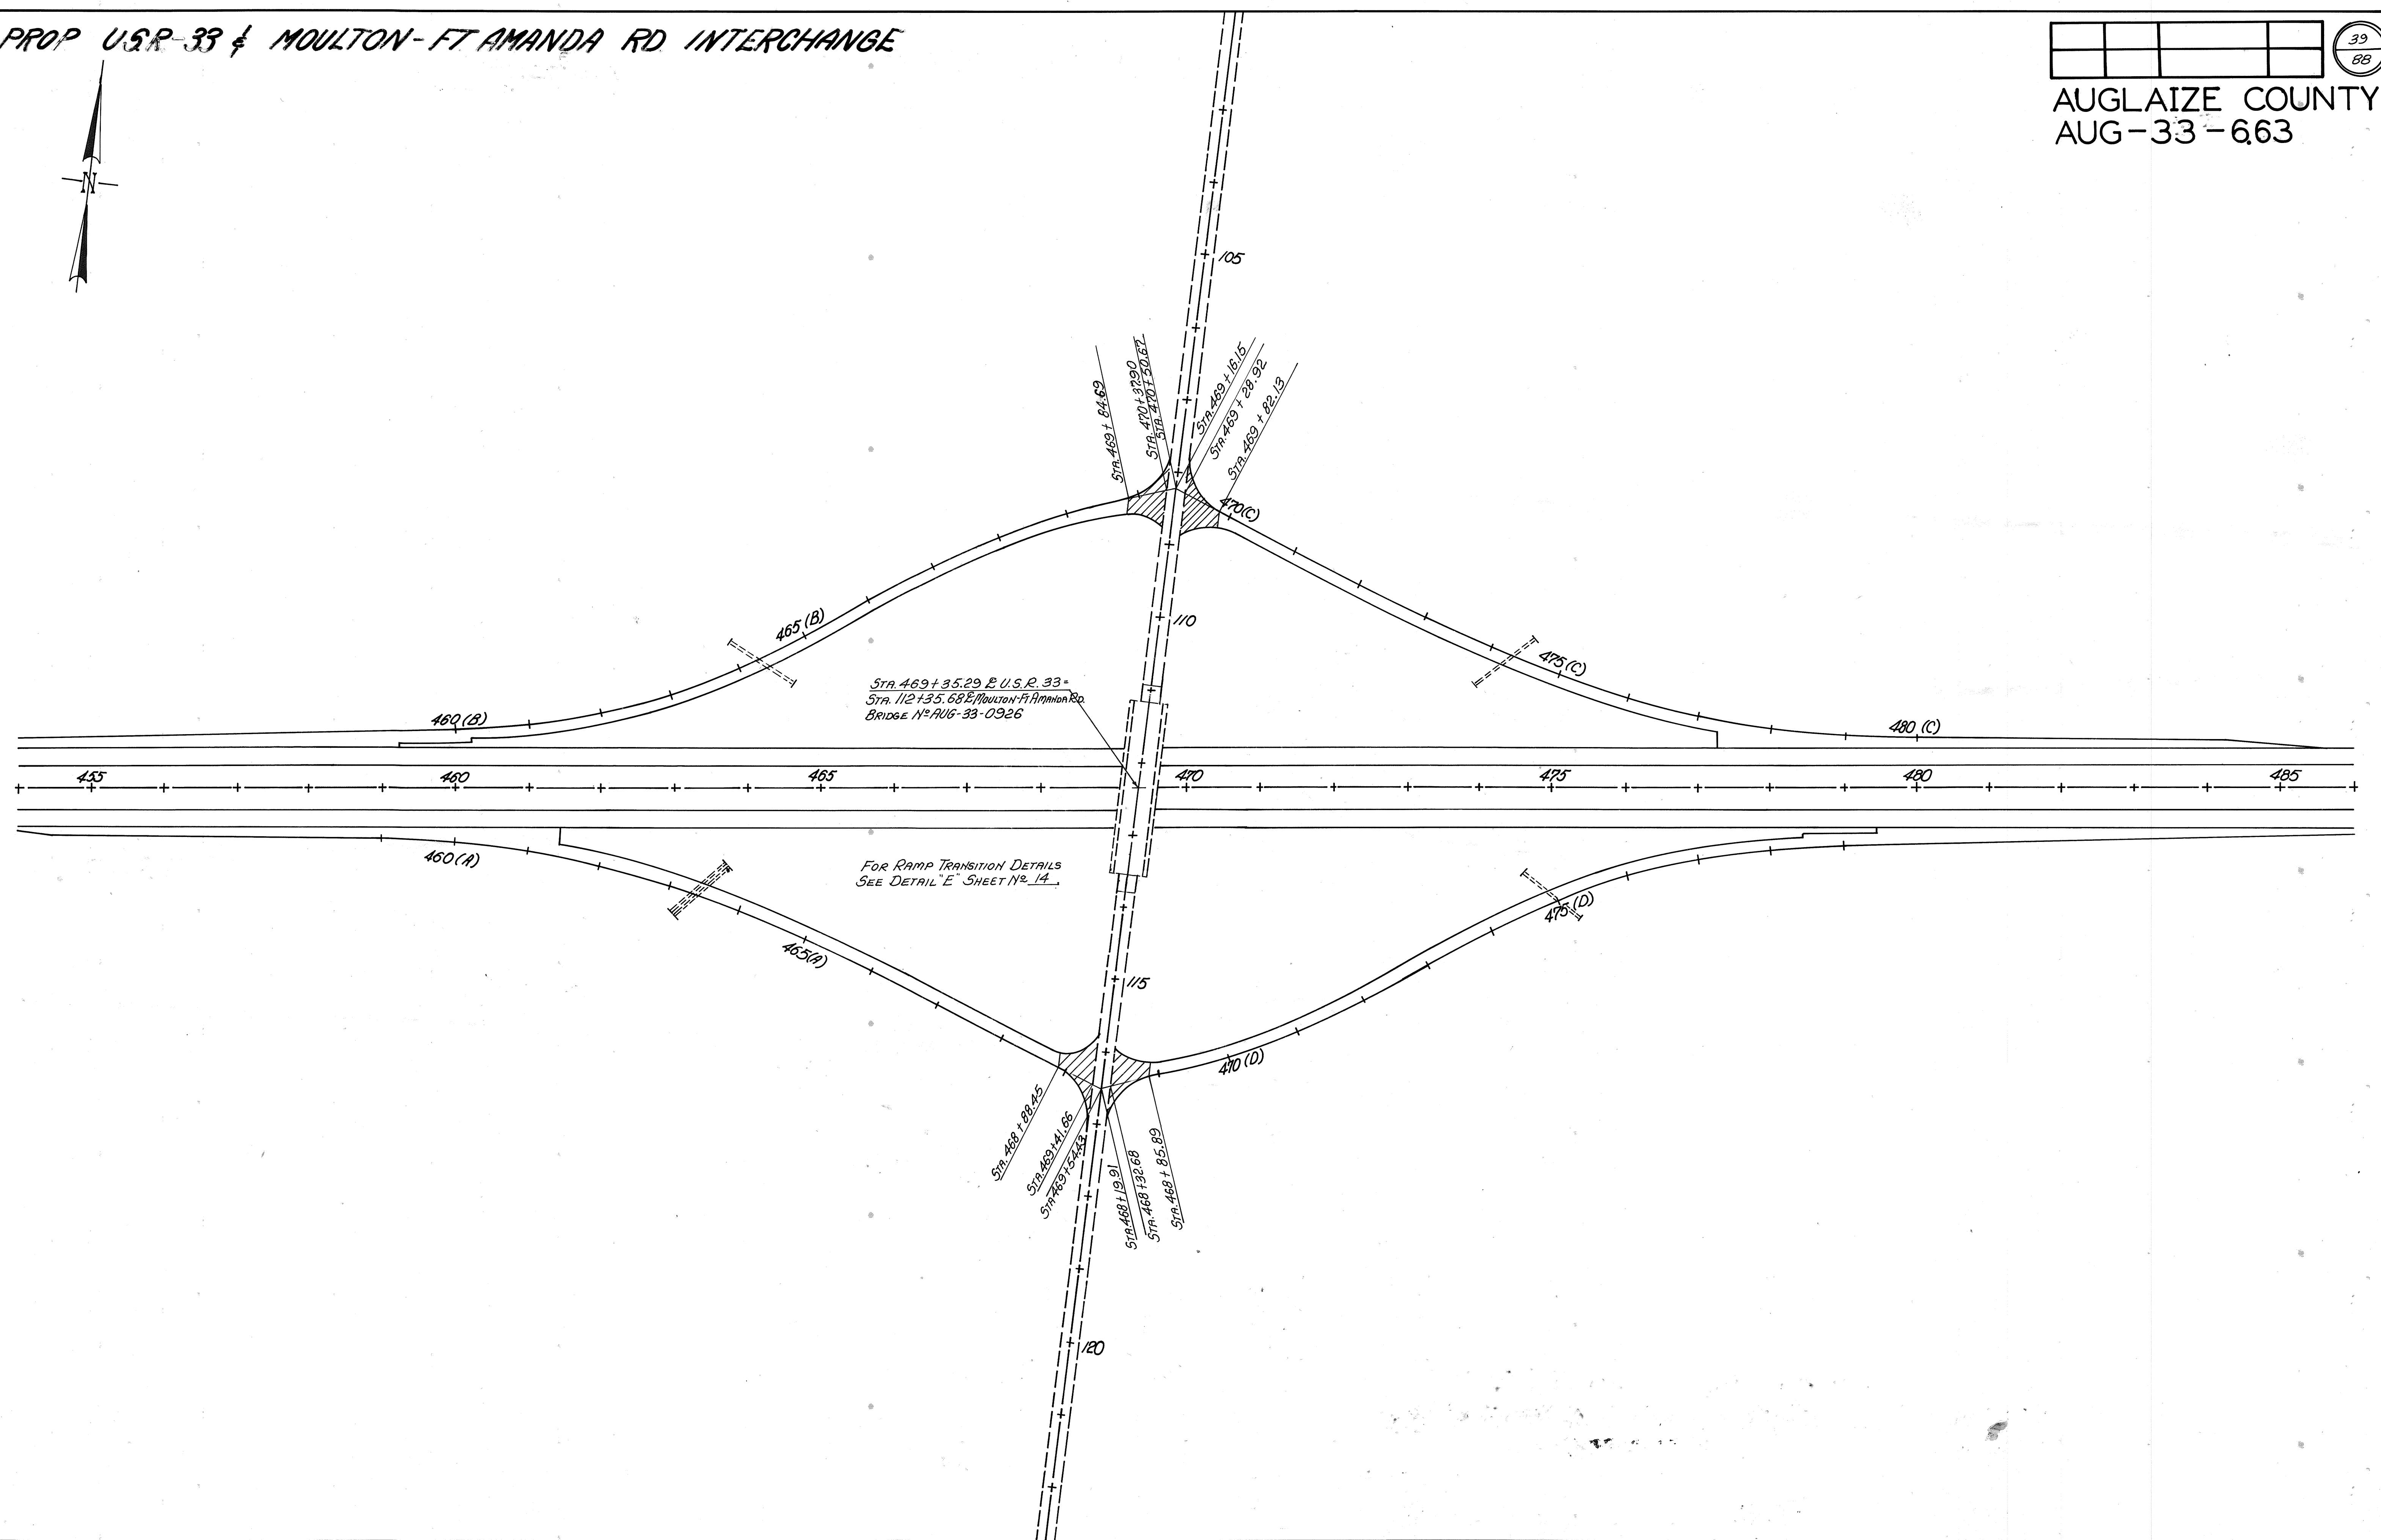 PROP U.S.R-33 & MOULTON-FT AMANDA RD INTERCHANGE
39
88
AUGLAIZE COUNTY
AUG-33-6.63
N
105
STA. 469+84.69
STA. 470+37.90
STA. 470+50.67
STA. 469+16.15
STA. 469+28.92
STA. 469+82.13
470(C)
110
465(B)
475(C)
STA. 469+35.29 ℄ U.S.R. 33=
STA. 112+35.68 ℄ MOULTON-FT AMANDA RD.
BRIDGE Nº AUG-33-0926
460(B)
480(C)
455
460
465
470
475
480
485
460(A)
FOR RAMP TRANSITION DETAILS
SEE DETAIL "E" SHEET Nº 14.
475(D)
465(A)
115
470(D)
STA. 468+88.45
STA. 469+41.66
STA 469+54.43
STA. 468+19.91
STA. 468+32.68
STA. 468+85.89
120